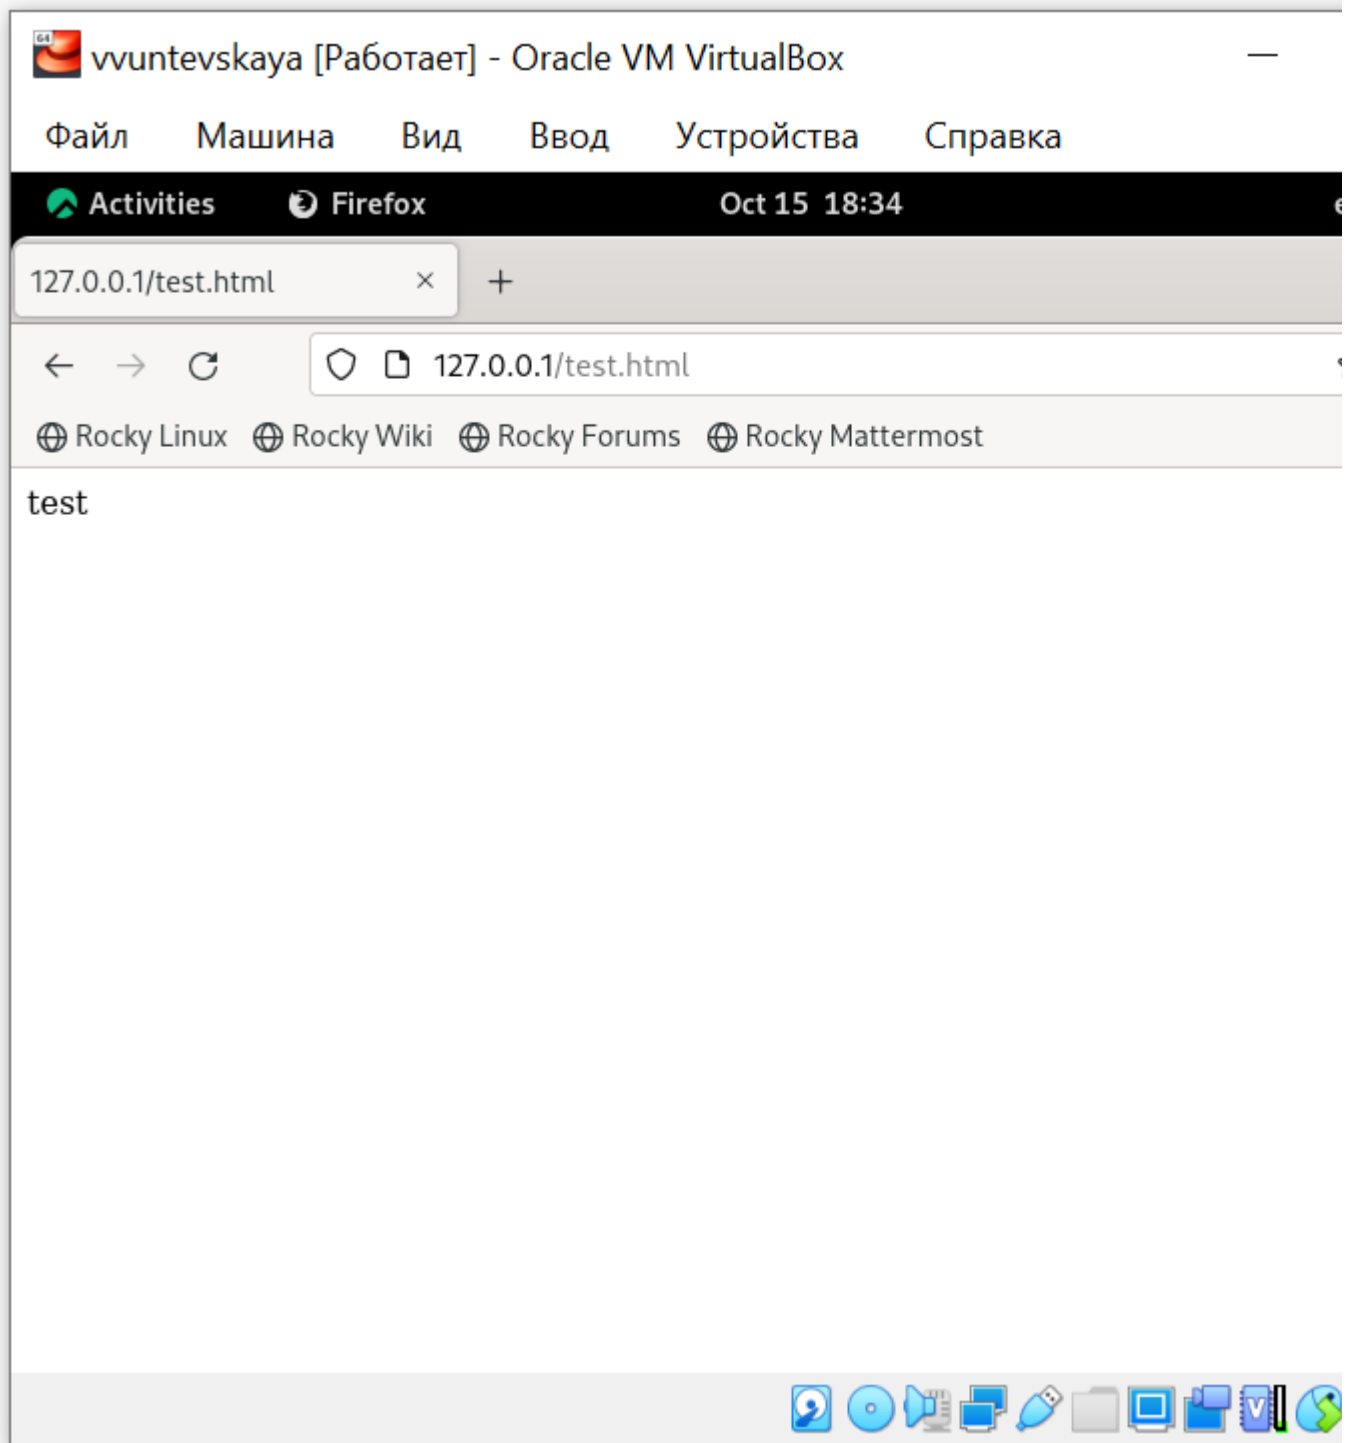 vvuntevskaya [Работает] - Oracle VM VirtualBox
Файл Машина Вид Ввод Устройства Справка
Activities Firefox Oct 15 18:34
127.0.0.1/test.html
127.0.0.1/test.html
Rocky Linux Rocky Wiki Rocky Forums Rocky Mattermost
test